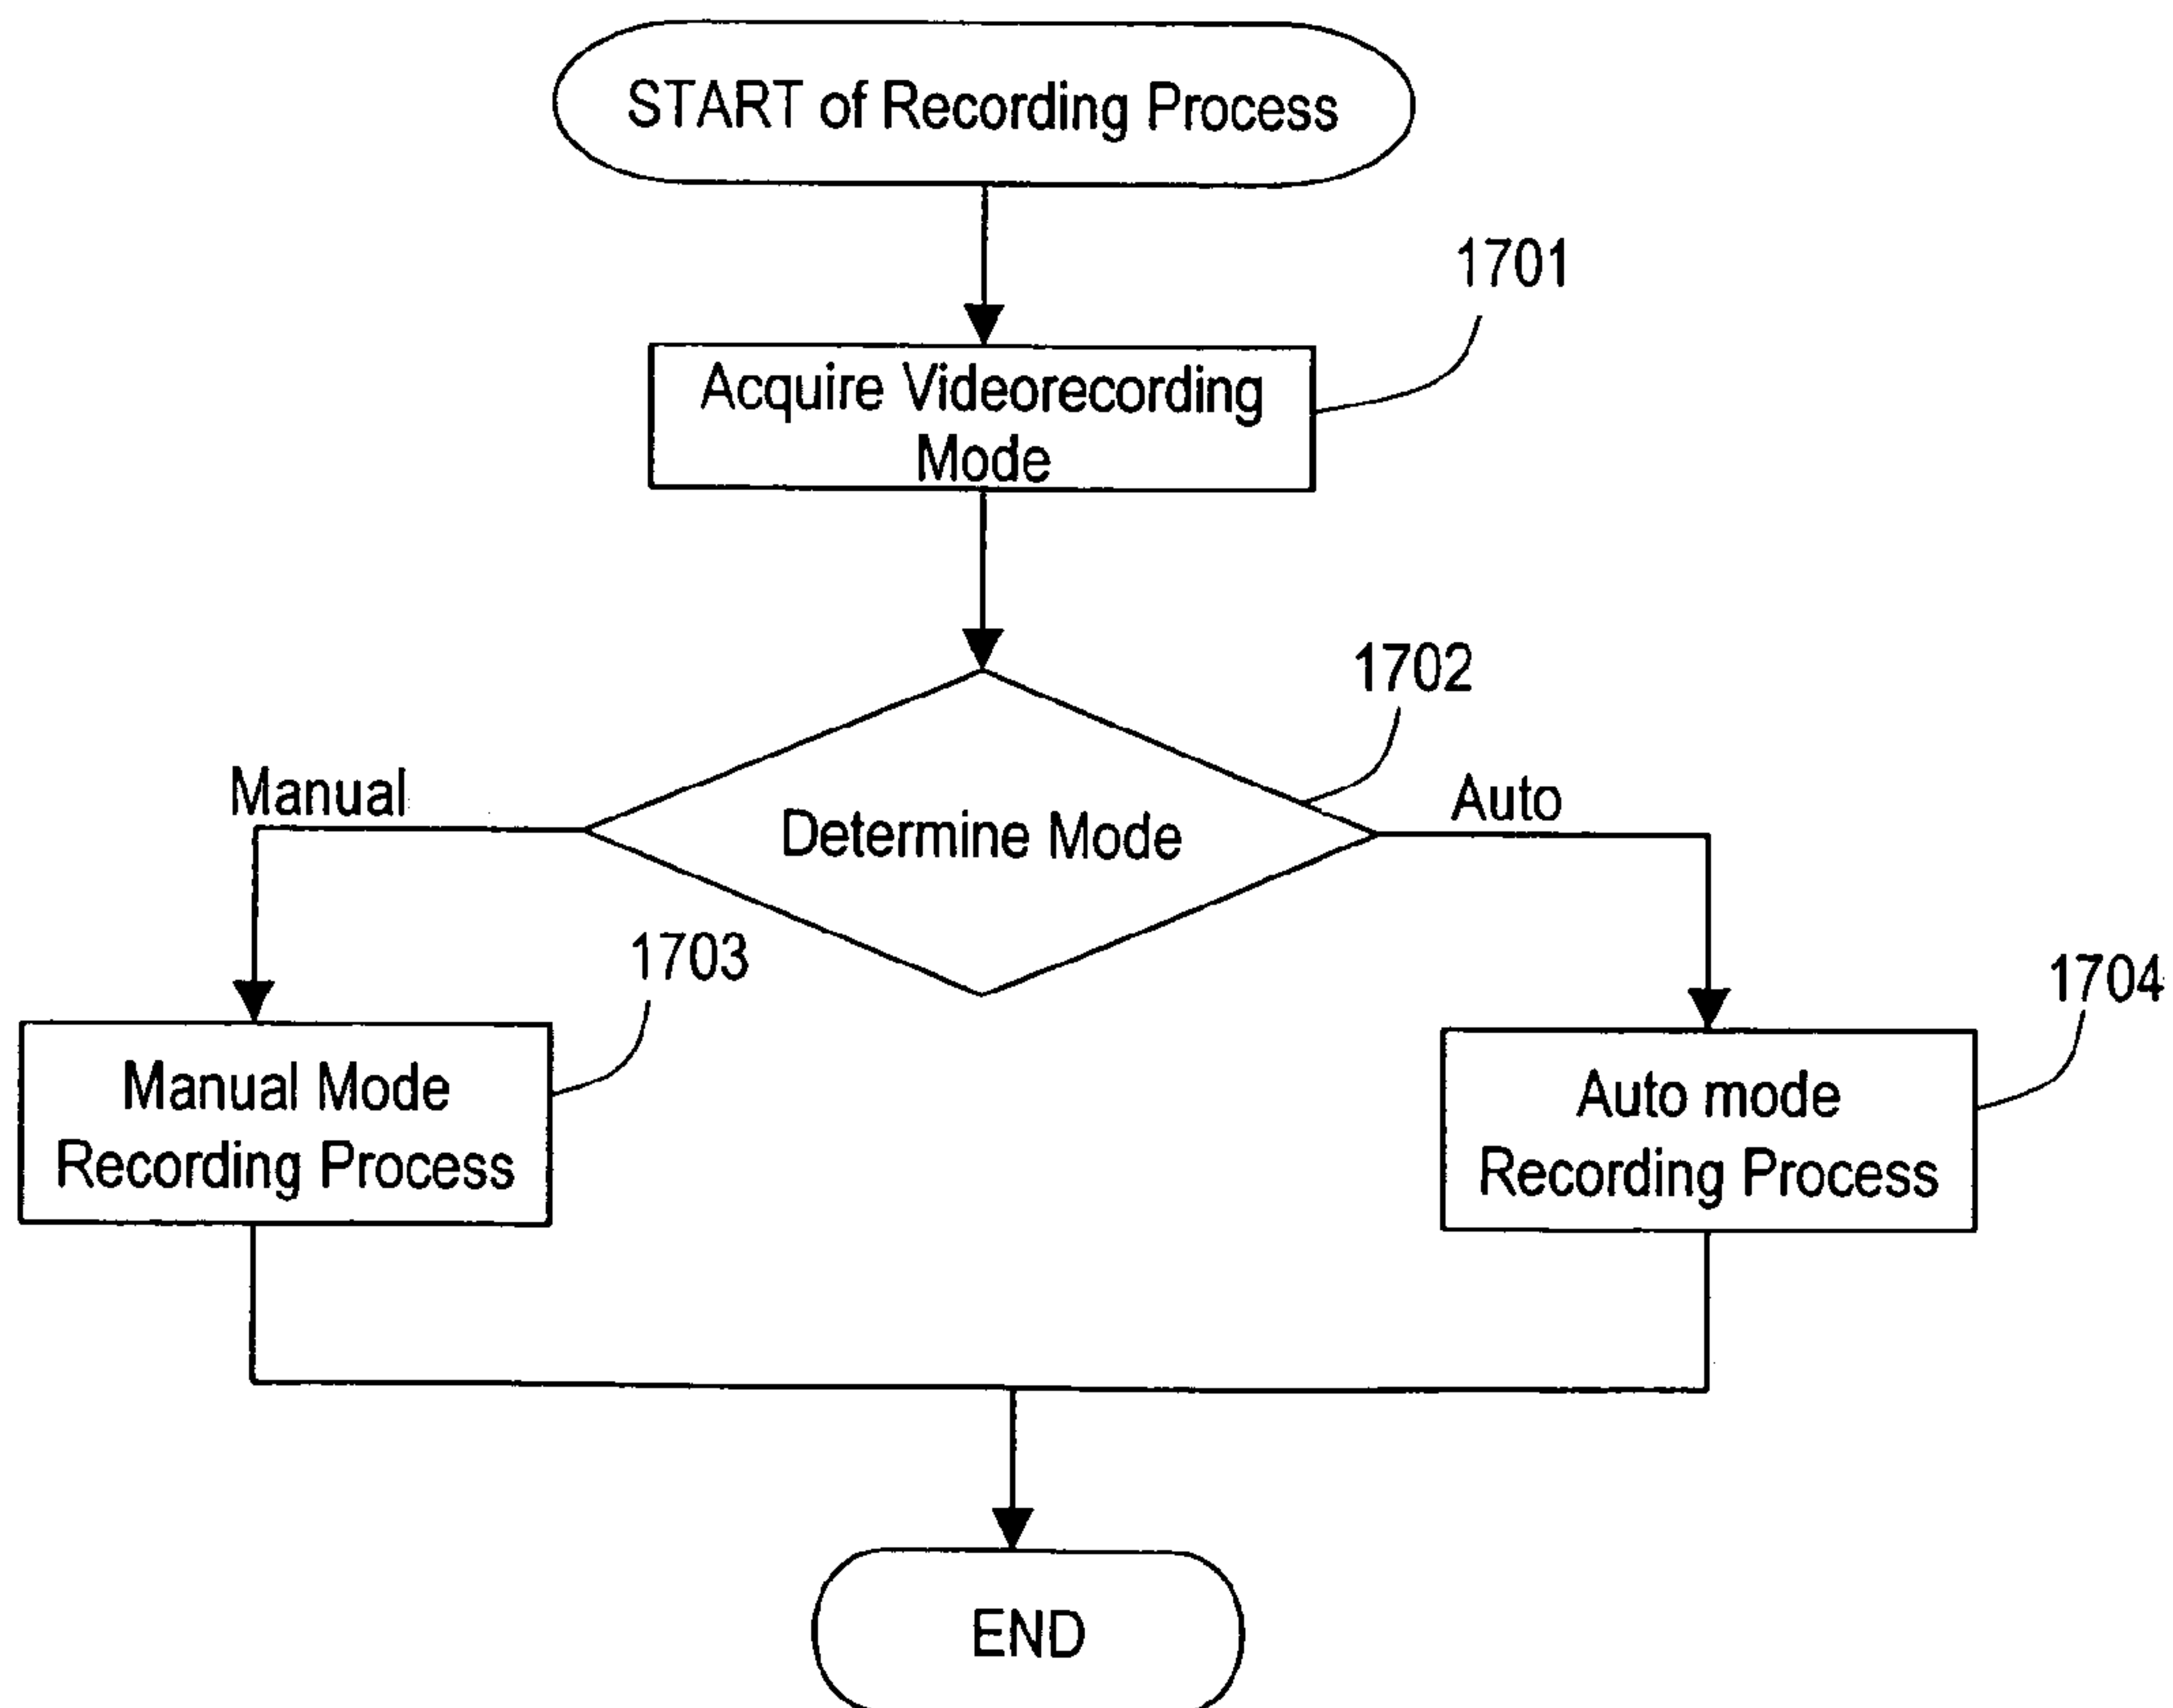 START of Recording Process
1701
Acquire Videorecording
Mode
1702
Manual
Auto
Determine Mode
1703
1704
Manual Mode
Recording Process
Auto mode
Recording Process
END